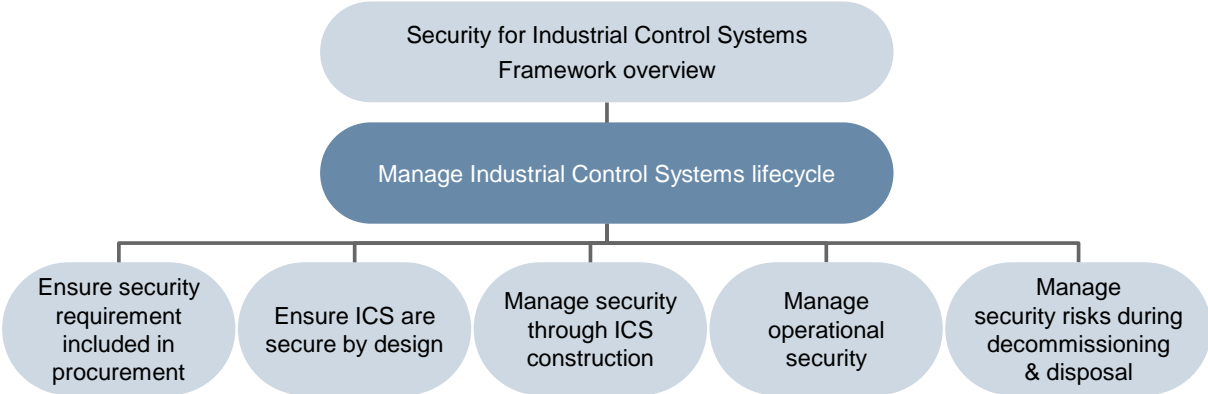 Security for Industrial Control Systems
Framework overview
Manage Industrial Control Systems lifecycle
Ensure security
requirement
included in
procurement
Ensure ICS are
secure by design
Manage security
through ICS
construction
Manage
operational
security
Manage
security risks during
decommissioning
& disposal